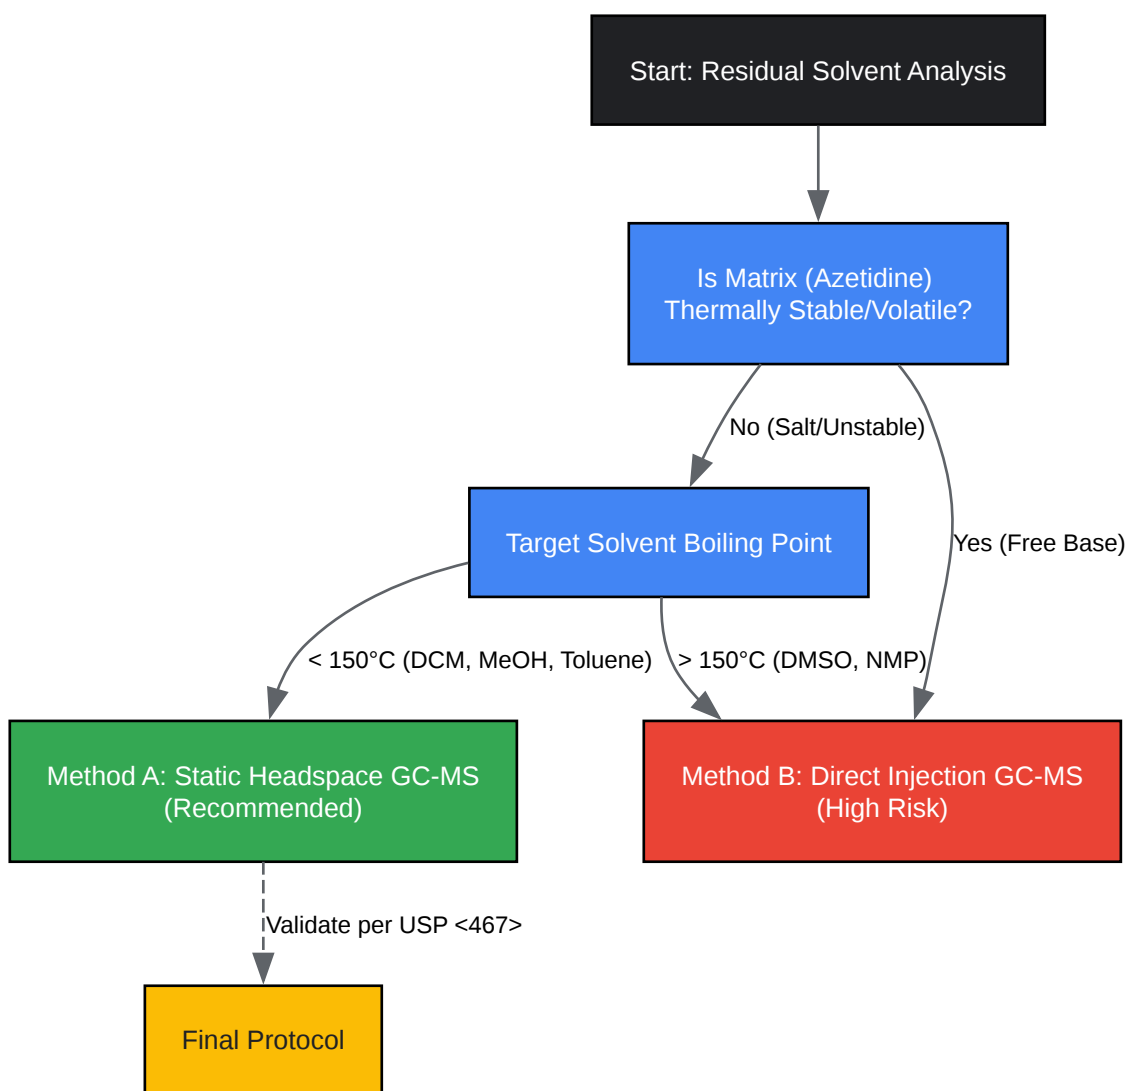 Start: Residual Solvent Analysis
Is Matrix (Azetidine)
Thermally Stable/Volatile?
No (Salt/Unstable)
Target Solvent Boiling Point
Yes (Free Base)
< 150°C (DCM, MeOH, Toluene)
> 150°C (DMSO, NMP)
Method A: Static Headspace GC-MS
(Recommended)
Method B: Direct Injection GC-MS
(High Risk)
Validate per USP <467>
Final Protocol